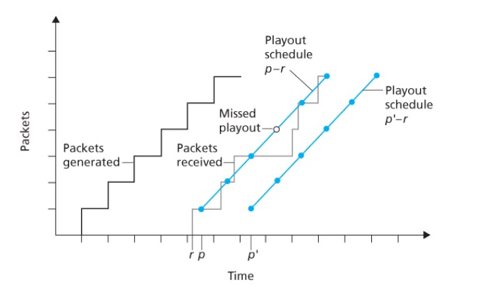 Playout
schedule
p–r
Playout
schedule
p'–r
Missed
playout
Packets
generated
Packets
received
Packets
r p
p'
Time